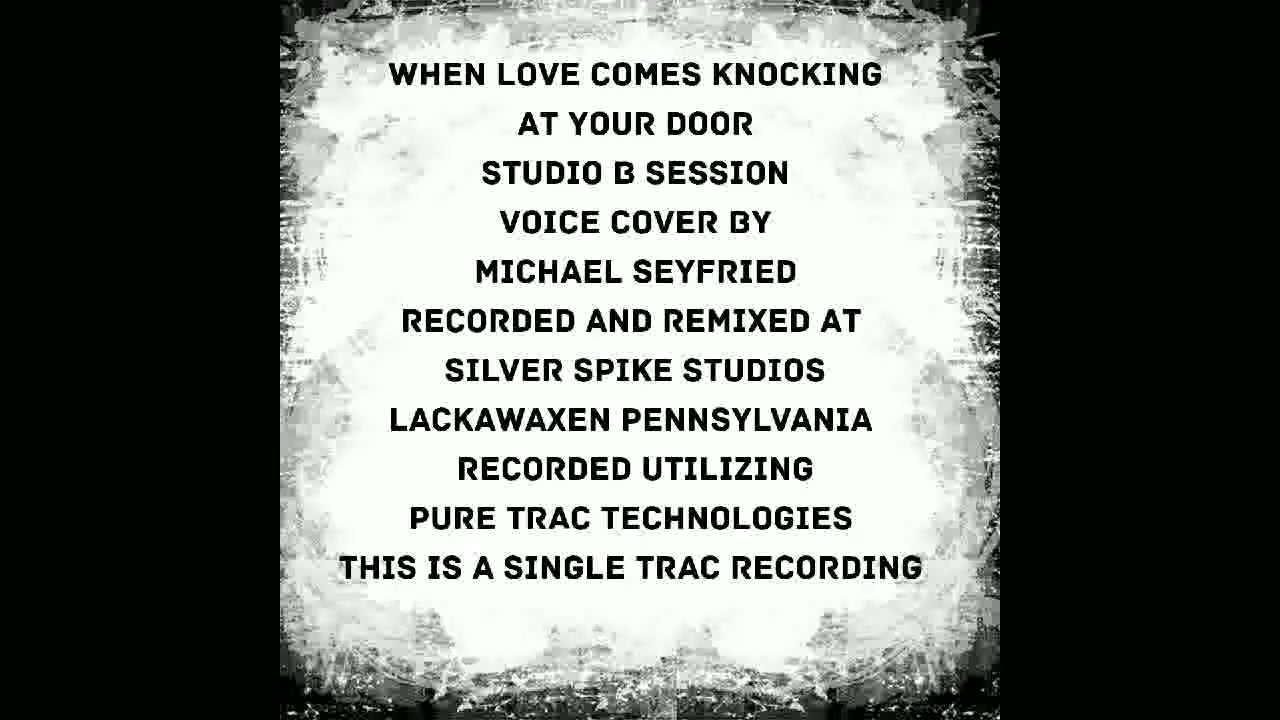 WHEN LOVE COMES KNOCKING
AT YOUR DOOR
STUDIO B SESSION
VOICE COVER BY
MICHAEL SEYFRIED
RECORDED AND REMIXED AT
SILVER SPIKE STUDIOS
LACKAWAXEN PENNSYLVANIA
RECORDED UTILIZING
PURE TRAC TECHNOLOGIES
THIS IS A SINGLE TRAC RECORDING